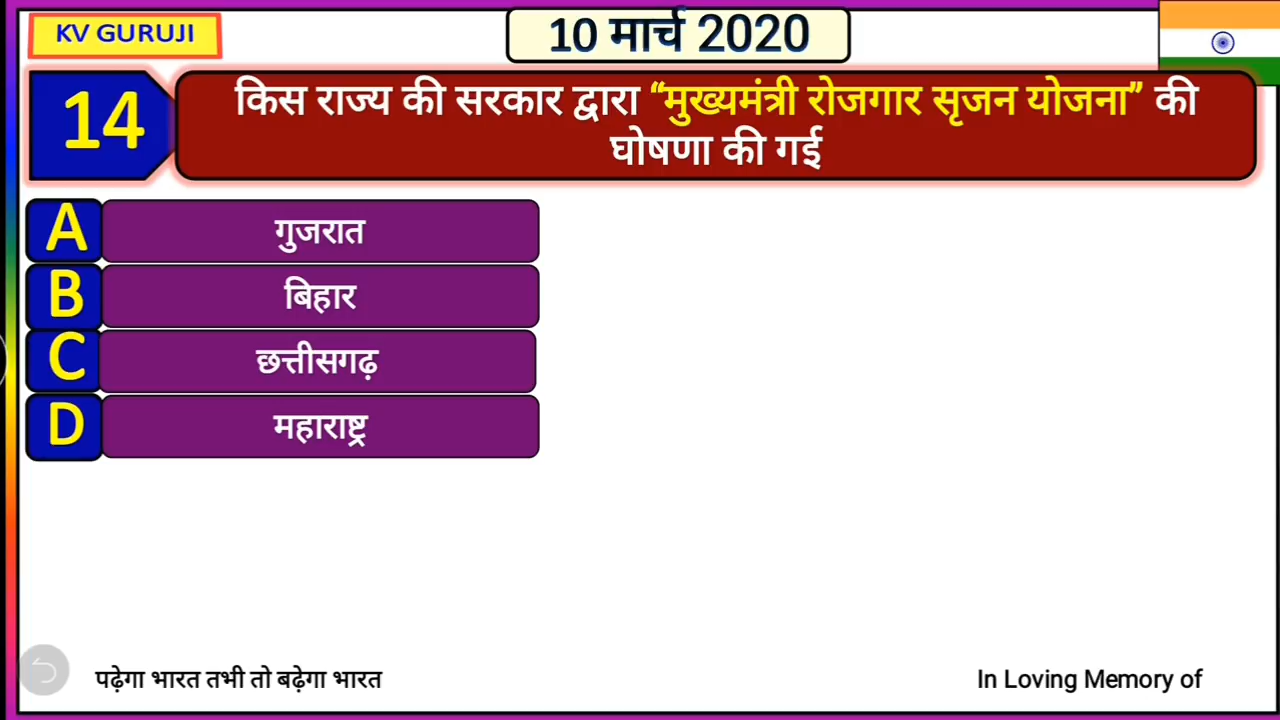 KV GURUJI
10 मार्च 2020
14
किस राज्य की सरकार द्वारा “मुख्यमंत्री रोजगार सृजन योजना” की
घोषणा की गई
A गुजरात
B बिहार
C छत्तीसगढ़
D महाराष्ट्र
पढ़ेगा भारत तभी तो बढ़ेगा भारत
In Loving Memory of